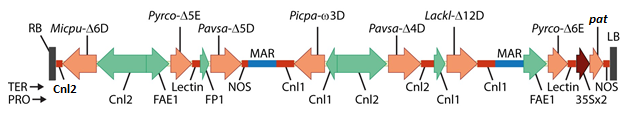 Pyrco-Δ5E Picpa-ω3D Lackl-Δ12D Pyrco-Δ6E pat
RB Micpu-Δ6D Pavsa-Δ5D Pavsa-Δ4D LB
MAR MAR
TER → Cnl2 Lectin NOS Cnl1 Cnl2 Cnl1 Lectin NOS
PRO → Cnl2 FAE1 FP1 Cnl1 Cnl2 Cnl1 FAE1 35Sx2